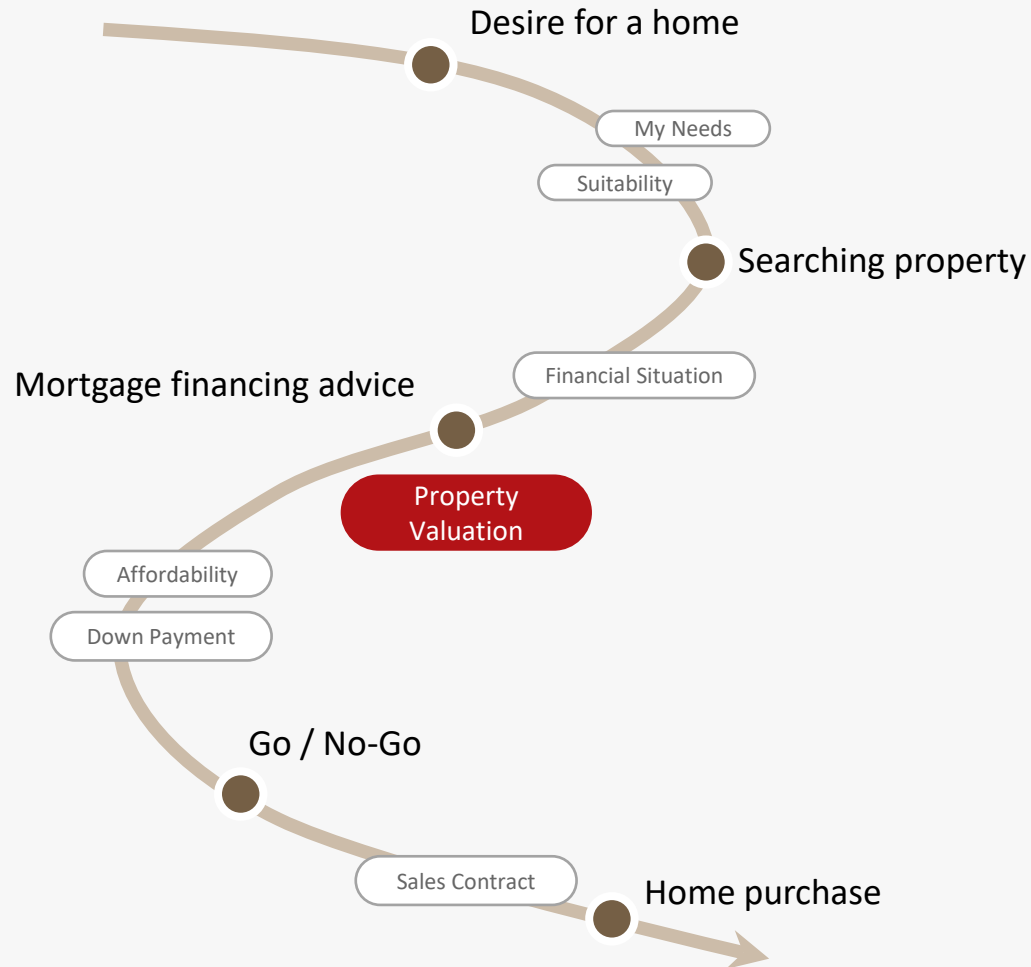 Desire for a home
My Needs
Suitability
Searching property
Financial Situation
Mortgage financing advice
Property
Valuation
Affordability
Down Payment
Go / No-Go
Sales Contract
Home purchase